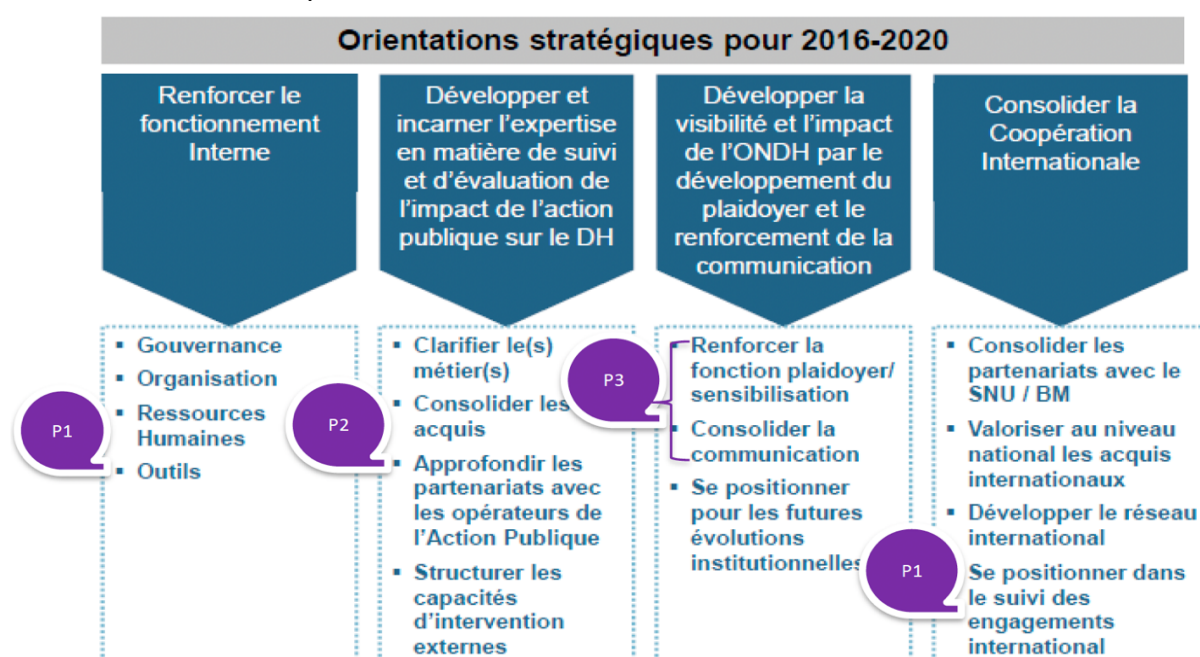 Orientations stratégiques pour 2016-2020
Renforcer le
fonctionnement
Interne
Développer et
incarner l'expertise
en matière de suivi
et d'évaluation de
l'impact de l'action
publique sur le DH
Développer la
visibilité et l'impact
de l'ONDH par le
développement du
plaidoyer et le
renforcement de la
communication
Consolider la
Coopération
Internationale
▪ Gouvernance
▪ Organisation
▪ Ressources
Humaines
▪ Outils
P1
▪ Clarifier le(s)
métier(s)
▪ Consolider les
acquis
▪ Approfondir les
partenariats avec
les opérateurs de
l'Action Publique
▪ Structurer les
capacités
d'intervention
externes
P2
▪ Renforcer la
fonction plaidoyer/
sensibilisation
▪ Consolider la
communication
▪ Se positionner
pour les futures
évolutions
institutionnelles
P3
▪ Consolider les
partenariats avec le
SNU / BM
▪ Valoriser au niveau
national les acquis
internationaux
▪ Développer le réseau
international
Se positionner dans
le suivi des
engagements
international
P1